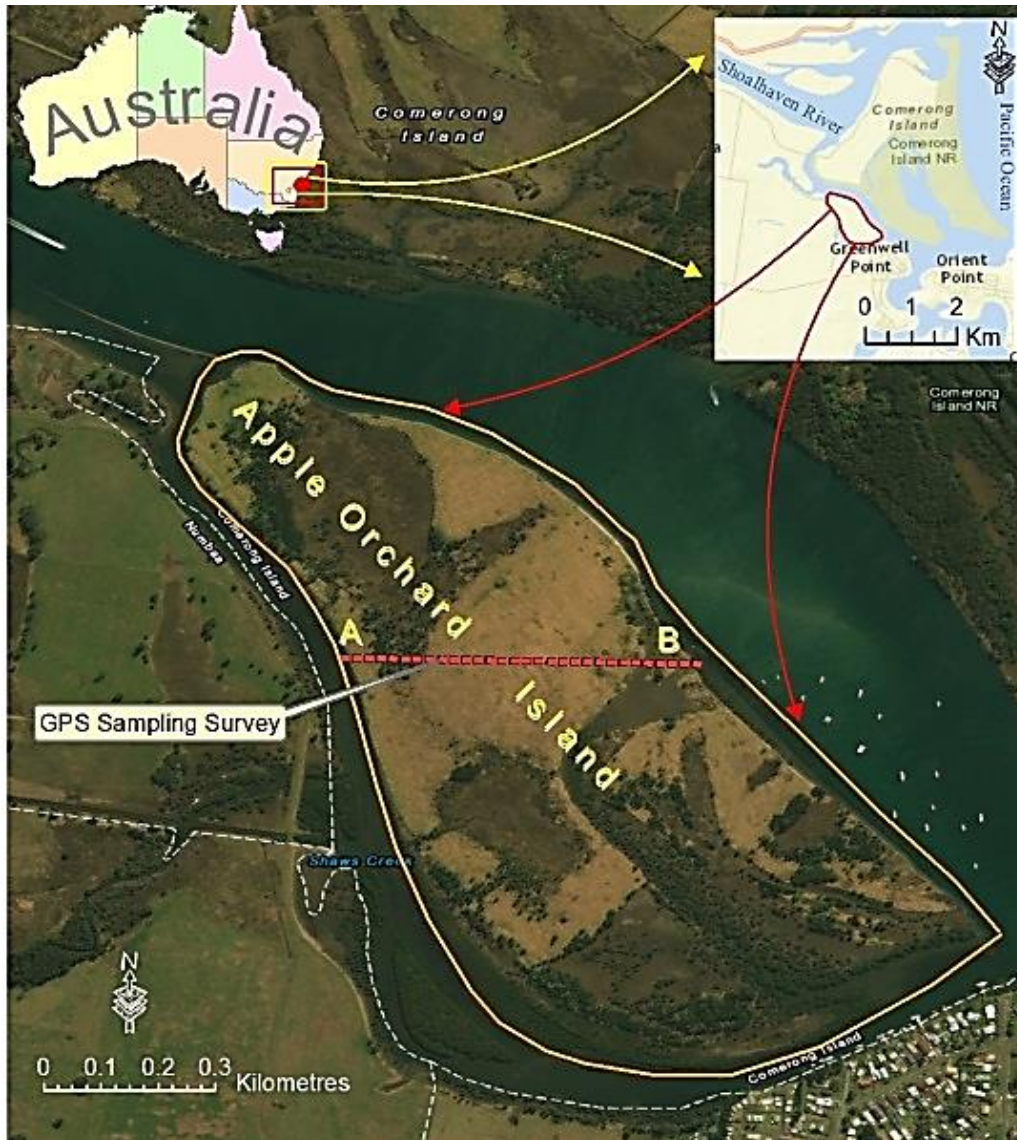 Australia
Comerong
Island
N
Shoalhaven River
Pacific Ocean
Comerong
Island
Comerong
Island NR
a
Greenwell
Point
Orient
Point
0 1 2
Km
Comerong
Island NR
Apple Orchard Island
Comerong Island
Numbaa
A
B
GPS Sampling Survey
Shaws Creek
N
0 0.1 0.2 0.3
Kilometres
Comerong Island